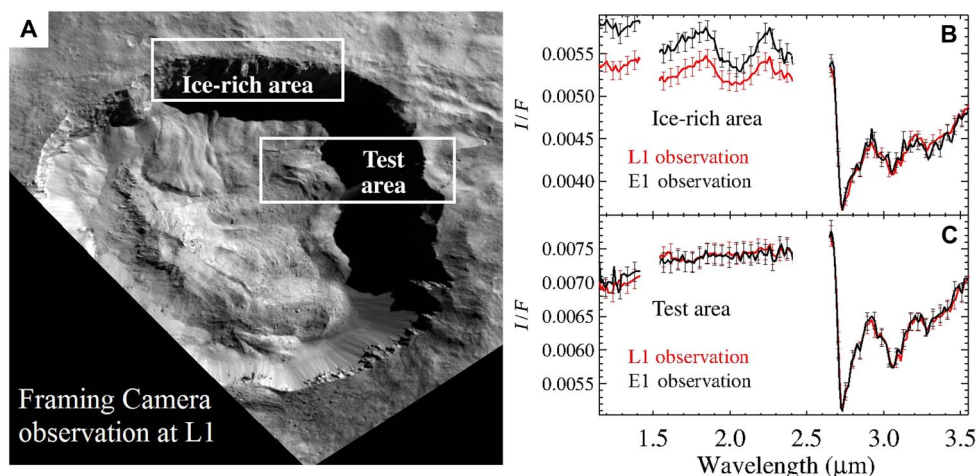 A
Ice-rich area
Test
area
Framing Camera
observation at L1
B
0.0055
0.0050
0.0045
0.0040
I/F
Ice-rich area
L1 observation
E1 observation
C
0.0075
0.0070
0.0065
0.0060
0.0055
I/F
Test area
L1 observation
E1 observation
1.5 2.0 2.5 3.0 3.5
Wavelength (μm)